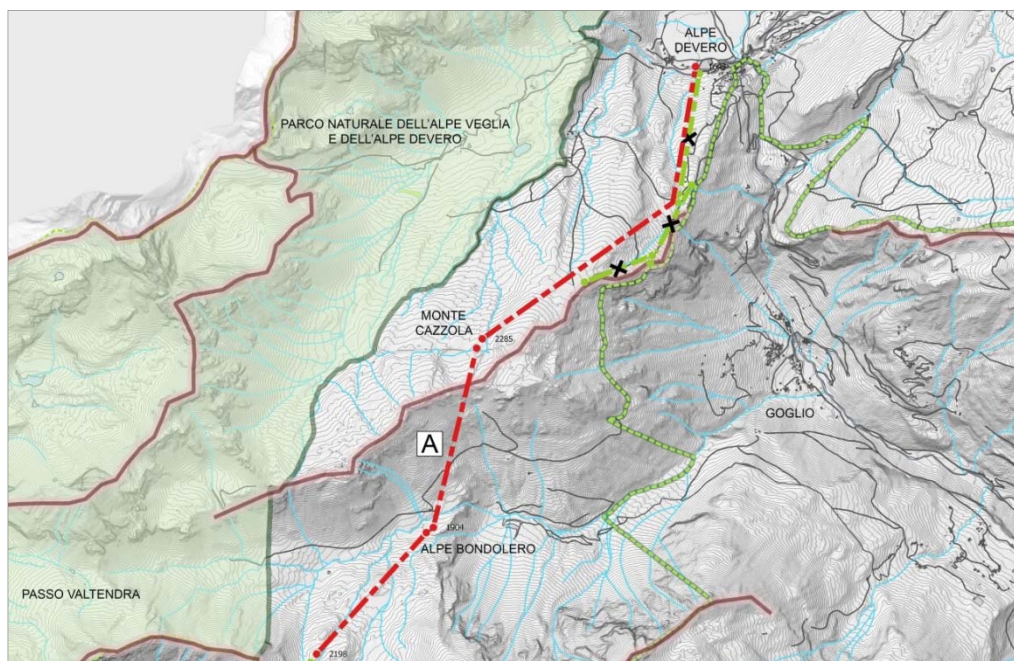 ALPE
DEVERO
PARCO NATURALE DELL'ALPE VEGLIA
E DELL'ALPE DEVERO
MONTE
CAZZOLA
2285
GOGLIO
A
1904
ALPE BONDOLERO
PASSO VALTENDRA
2198